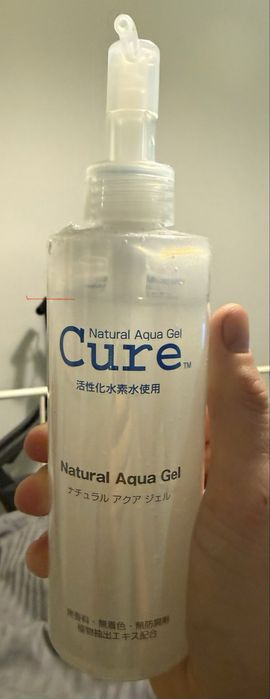 Natural Aqua Gel
Cure™
活性化水素水使用
Natural Aqua Gel
ナチュラル アクア ジェル
無香料・無着色・無防腐剤
植物抽出エキス配合